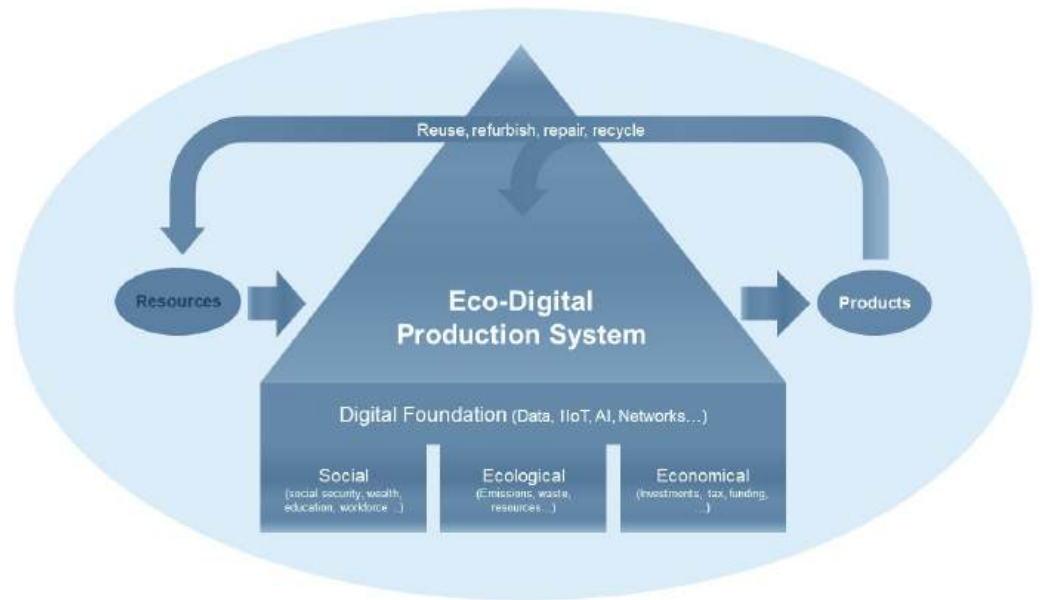 Reuse, refurbish, repair, recycle
Resources
Eco-Digital
Production System
Products
Digital Foundation (Data, IIoT, AI, Networks…)
Social
(social security, wealth,
education, workforce ..)
Ecological
(Emissions, waste,
resources…)
Economical
(Investments, tax, funding,
…)